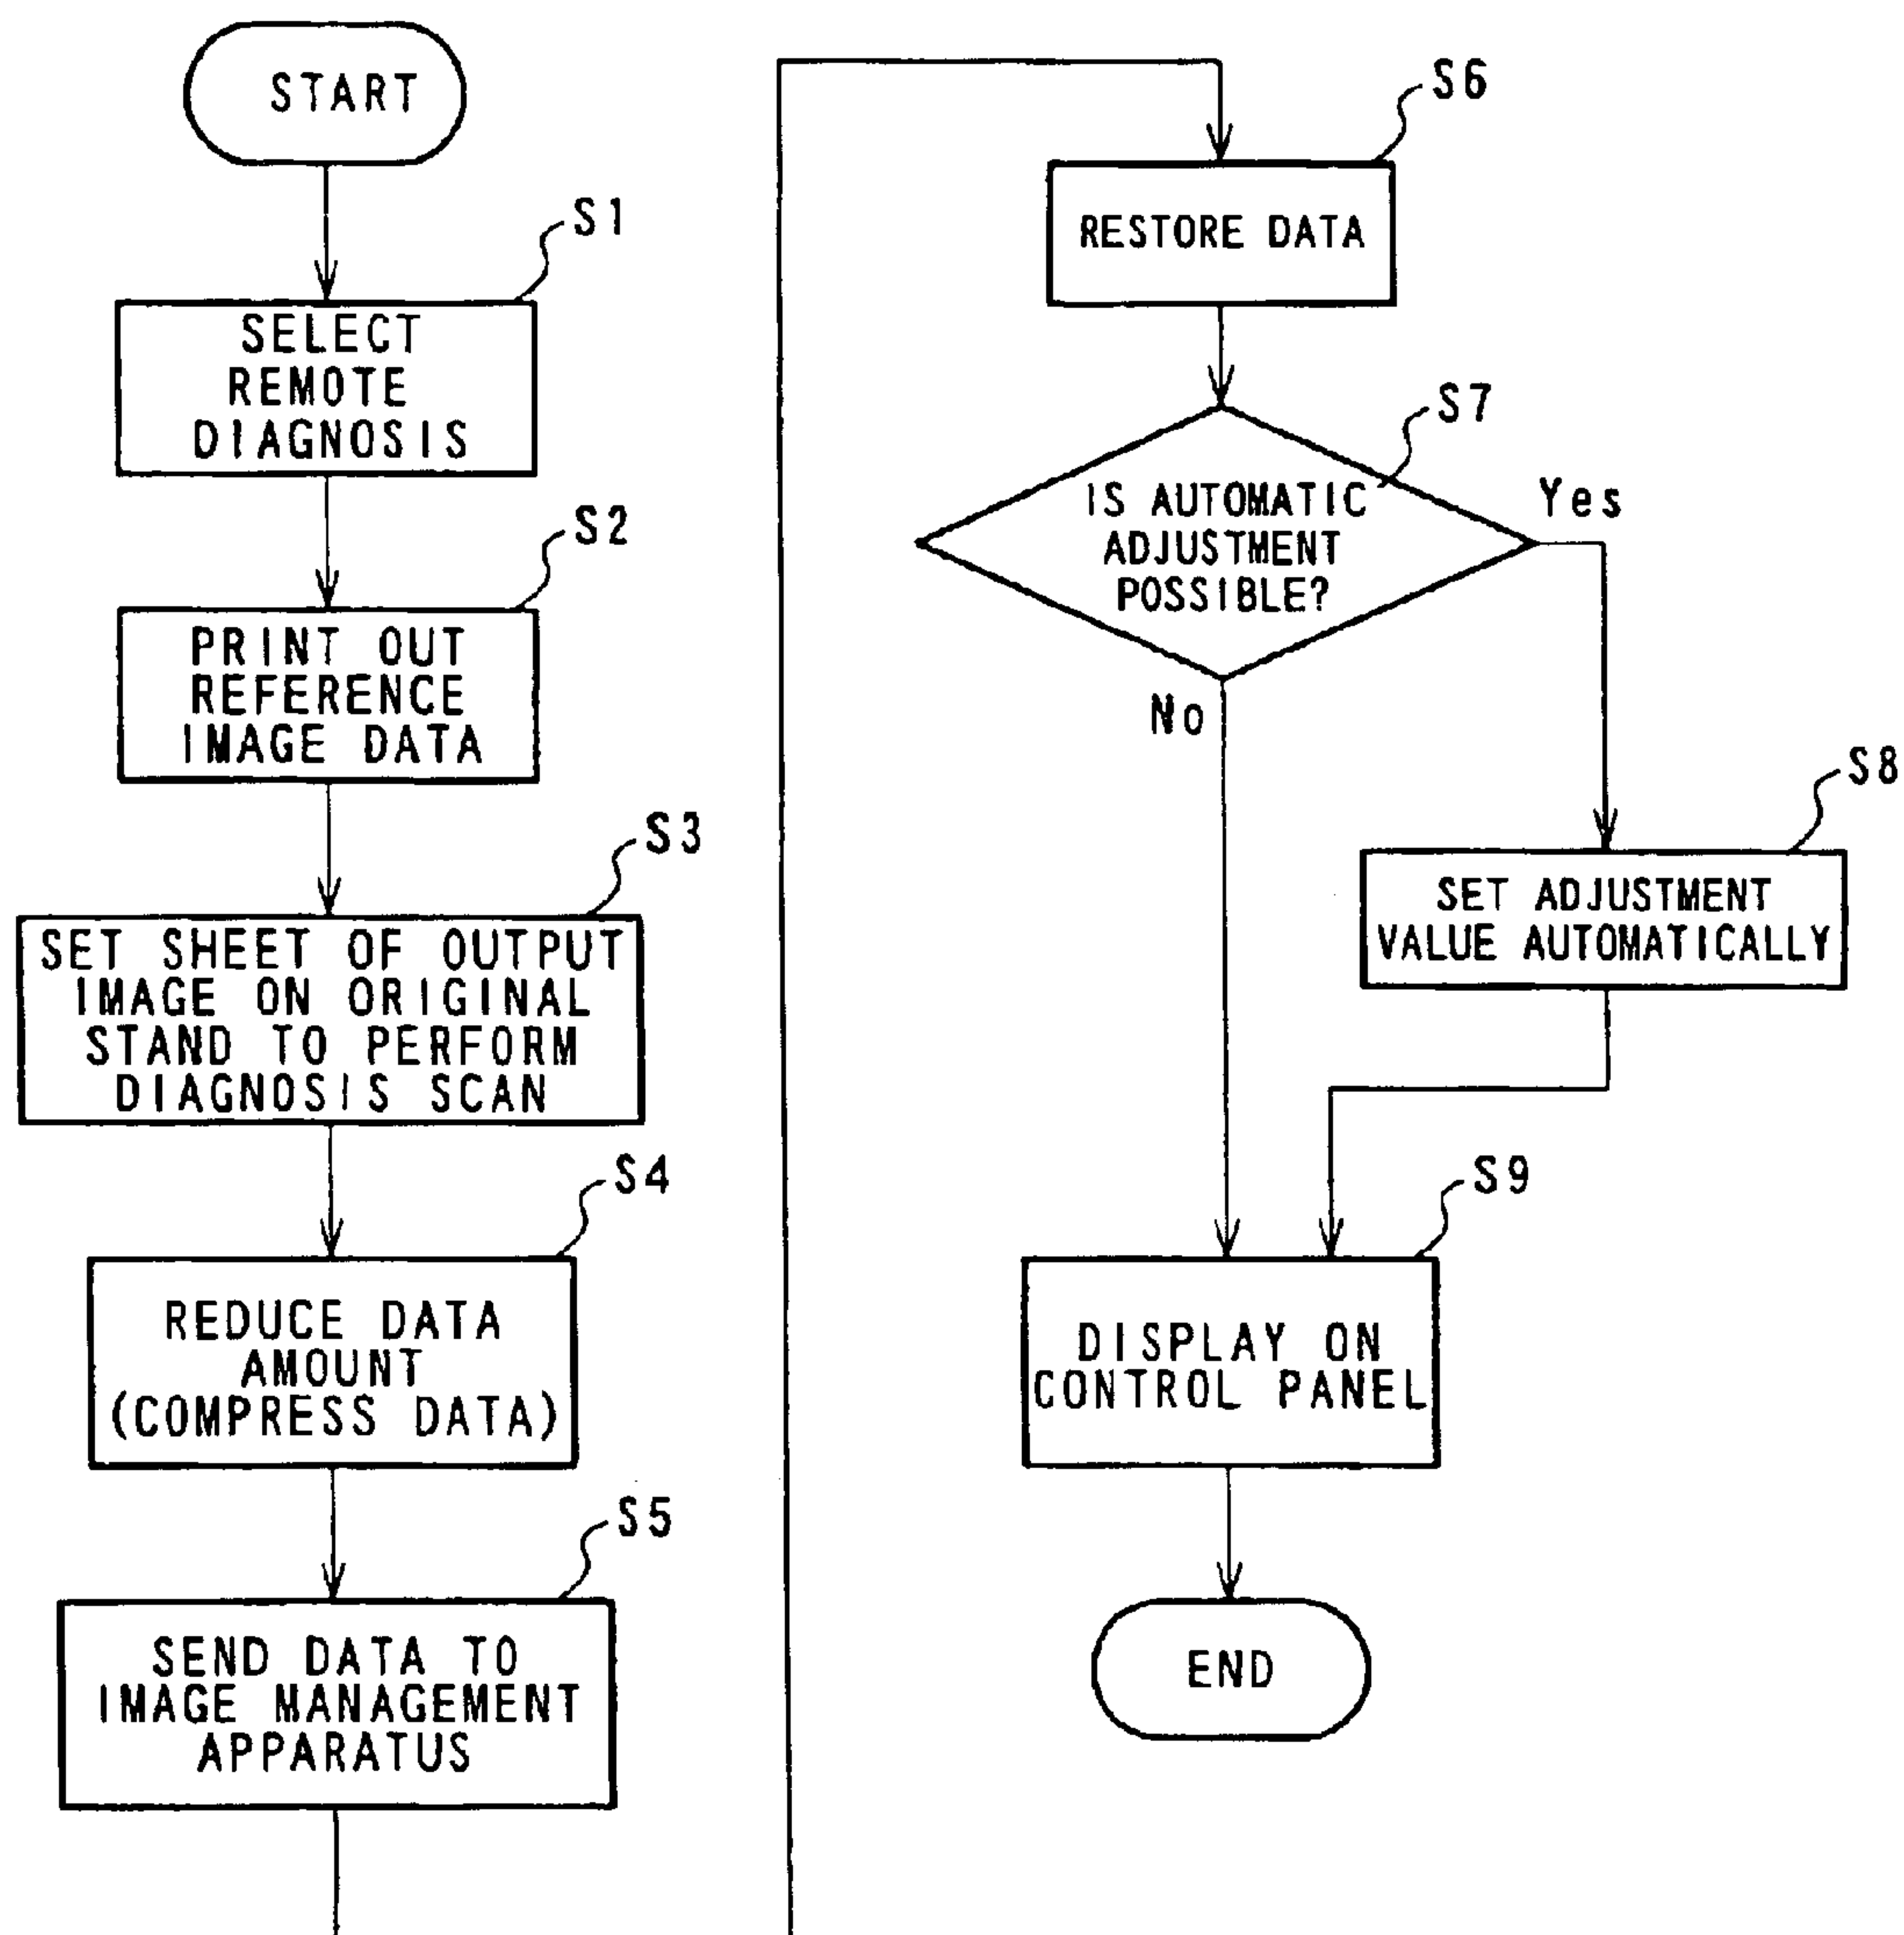 START
S1
SELECT
REMOTE
DIAGNOSIS
S2
PRINT OUT
REFERENCE
IMAGE DATA
S3
SET SHEET OF OUTPUT
IMAGE ON ORIGINAL
STAND TO PERFORM
DIAGNOSIS SCAN
S4
REDUCE DATA
AMOUNT
(COMPRESS DATA)
S5
SEND DATA TO
IMAGE MANAGEMENT
APPARATUS
S6
RESTORE DATA
S7
IS AUTOMATIC
ADJUSTMENT
POSSIBLE?
Yes
No
S8
SET ADJUSTMENT
VALUE AUTOMATICALLY
S9
DISPLAY ON
CONTROL PANEL
END